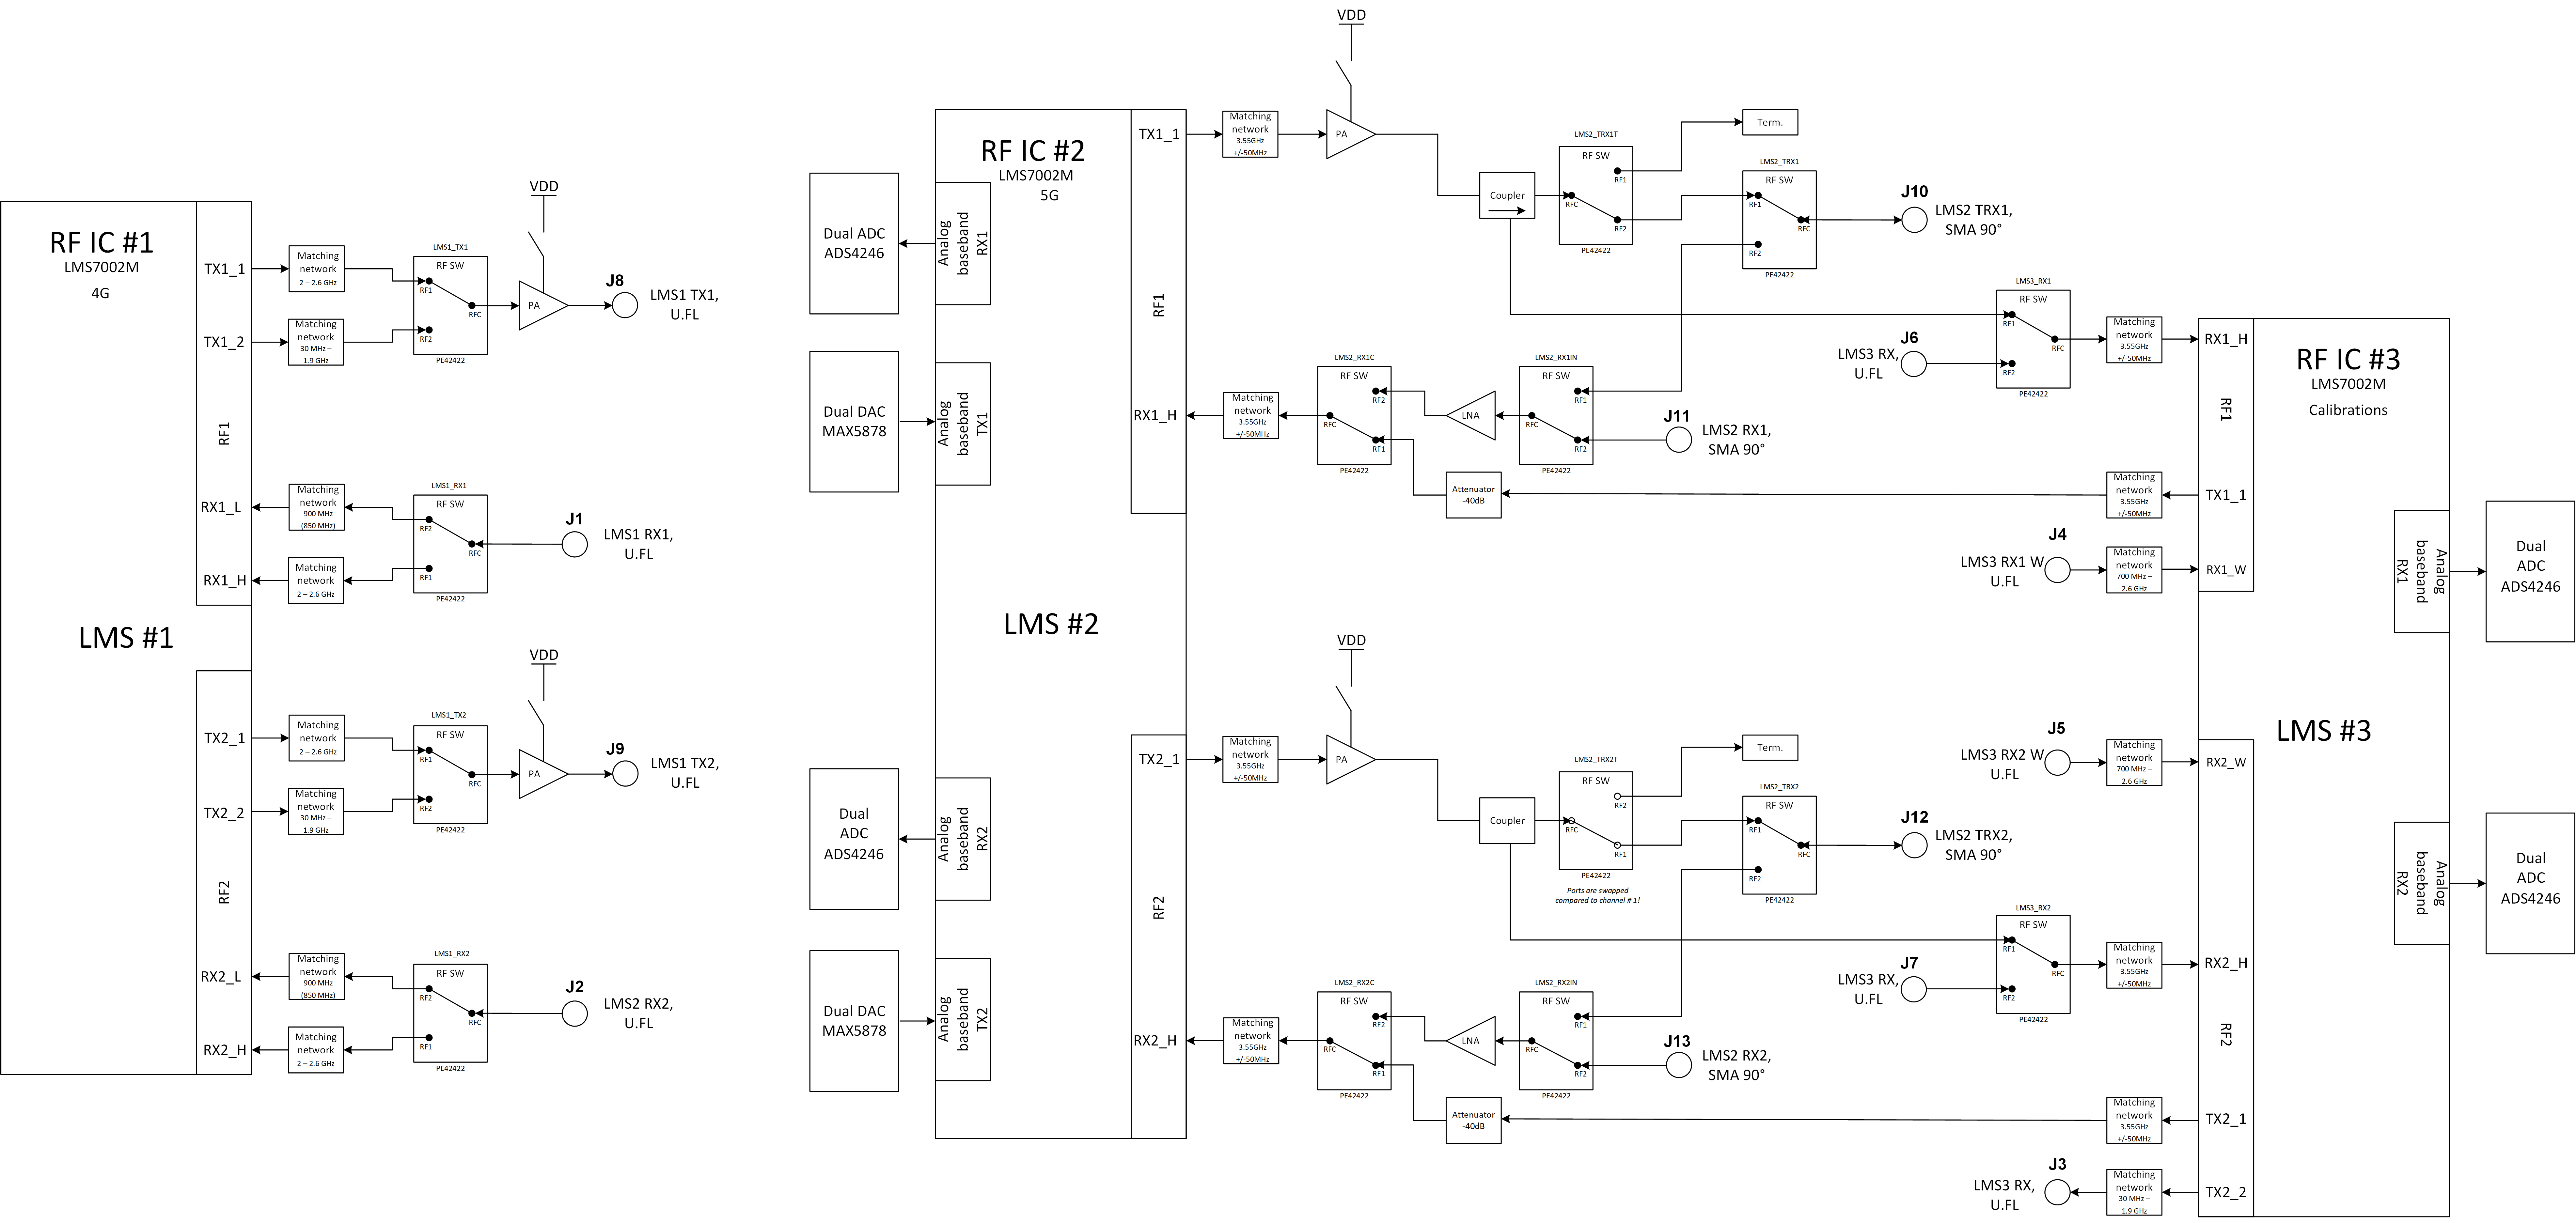 RF IC #1
LMS7002M
4G
LMS #1
RF1
RF2
TX1_1
TX1_2
RX1_L
RX1_H
TX2_1
TX2_2
RX2_L
RX2_H
Matching
network
2 – 2.6 GHz
Matching
network
30 MHz –
1.9 GHz
LMS1_TX1
RF SW
RF1
RFC
RF2
PE42422
VDD
PA
J8
LMS1 TX1,
U.FL
Matching
network
900 MHz
(850 MHz)
Matching
network
2 – 2.6 GHz
LMS1_RX1
RF SW
RF2
RFC
RF1
PE42422
J1
LMS1 RX1,
U.FL
Matching
network
2 – 2.6 GHz
Matching
network
30 MHz –
1.9 GHz
LMS1_TX2
RF SW
RF1
RFC
RF2
PE42422
VDD
PA
J9
LMS1 TX2,
U.FL
Matching
network
900 MHz
(850 MHz)
Matching
network
2 – 2.6 GHz
LMS1_RX2
RF SW
RF2
RFC
RF1
PE42422
J2
LMS2 RX2,
U.FL
Dual ADC
ADS4246
Dual DAC
MAX5878
Dual
ADC
ADS4246
Dual DAC
MAX5878
RF IC #2
LMS7002M
5G
LMS #2
Analog
baseband
RX1
Analog
baseband
TX1
Analog
baseband
RX2
Analog
baseband
TX2
RF1
RF2
TX1_1
RX1_H
TX2_1
RX2_H
Matching
network
3.55GHz
+/-50MHz
VDD
PA
Coupler
LMS2_TRX1T
RF SW
RF1
RFC
RF2
PE42422
Term.
LMS2_TRX1
RF SW
RF1
RFC
RF2
PE42422
J10
LMS2 TRX1,
SMA 90°
Matching
network
3.55GHz
+/-50MHz
LMS2_RX1C
RF SW
RF2
RFC
RF1
PE42422
LNA
LMS2_RX1IN
RF SW
RF1
RFC
RF2
PE42422
J11
LMS2 RX1,
SMA 90°
Attenuator
-40dB
LMS3_RX1
RF SW
RF1
RFC
RF2
PE42422
J6
LMS3 RX,
U.FL
Matching
network
3.55GHz
+/-50MHz
Matching
network
3.55GHz
+/-50MHz
J4
LMS3 RX1 W
U.FL
Matching
network
700 MHz –
2.6 GHz
Matching
network
3.55GHz
+/-50MHz
VDD
PA
Coupler
LMS2_TRX2T
RF SW
RF2
RFC
RF1
PE42422
Ports are swapped
compared to channel # 1!
Term.
LMS2_TRX2
RF SW
RF1
RFC
RF2
PE42422
J12
LMS2 TRX2,
SMA 90°
J5
LMS3 RX2 W
U.FL
Matching
network
700 MHz –
2.6 GHz
LMS3_RX2
RF SW
RF1
RFC
RF2
PE42422
J7
LMS3 RX,
U.FL
Matching
network
3.55GHz
+/-50MHz
Matching
network
3.55GHz
+/-50MHz
LMS2_RX2C
RF SW
RF2
RFC
RF1
PE42422
LNA
LMS2_RX2IN
RF SW
RF1
RFC
RF2
PE42422
J13
LMS2 RX2,
SMA 90°
Attenuator
-40dB
Matching
network
3.55GHz
+/-50MHz
J3
LMS3 RX,
U.FL
Matching
network
30 MHz –
1.9 GHz
RF IC #3
LMS7002M
Calibrations
LMS #3
RX1_H
RF1
TX1_1
RX1_W
RX2_W
RX2_H
RF2
TX2_1
TX2_2
Analog
baseband
RX1
Analog
baseband
RX2
Dual
ADC
ADS4246
Dual
ADC
ADS4246